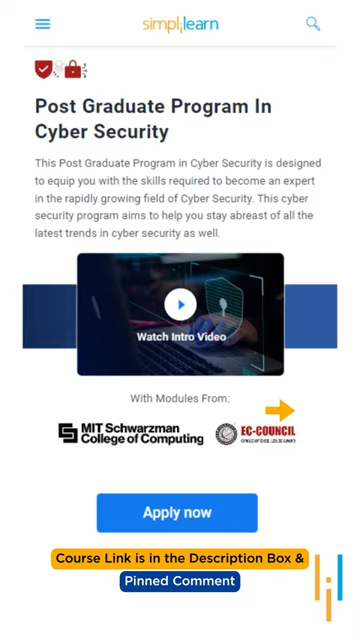 simplilearn
Post Graduate Program In
Cyber Security
This Post Graduate Program in Cyber Security is designed
to equip you with the skills required to become an expert
in the rapidly growing field of Cyber Security. This cyber
security program aims to help you stay abreast of all the
latest trends in cyber security as well.
Watch Intro Video
With Modules From:
MIT Schwarzman
College of Computing
EC-COUNCIL
Apply now
Course Link is in the Description Box &
Pinned Comment